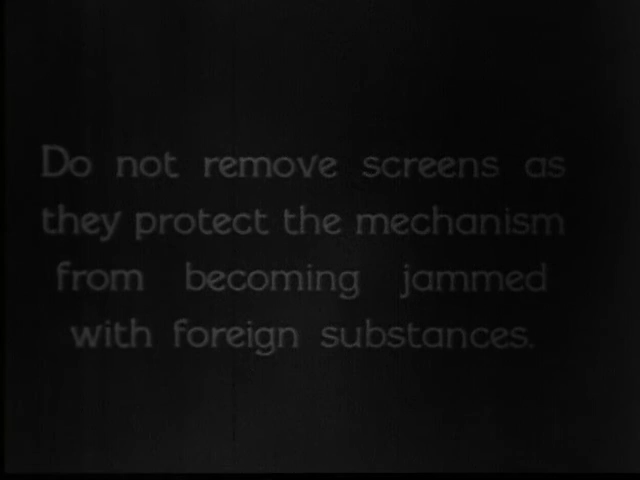 Do not remove screens as
they protect the mechanism
from becoming jammed
with foreign substances.